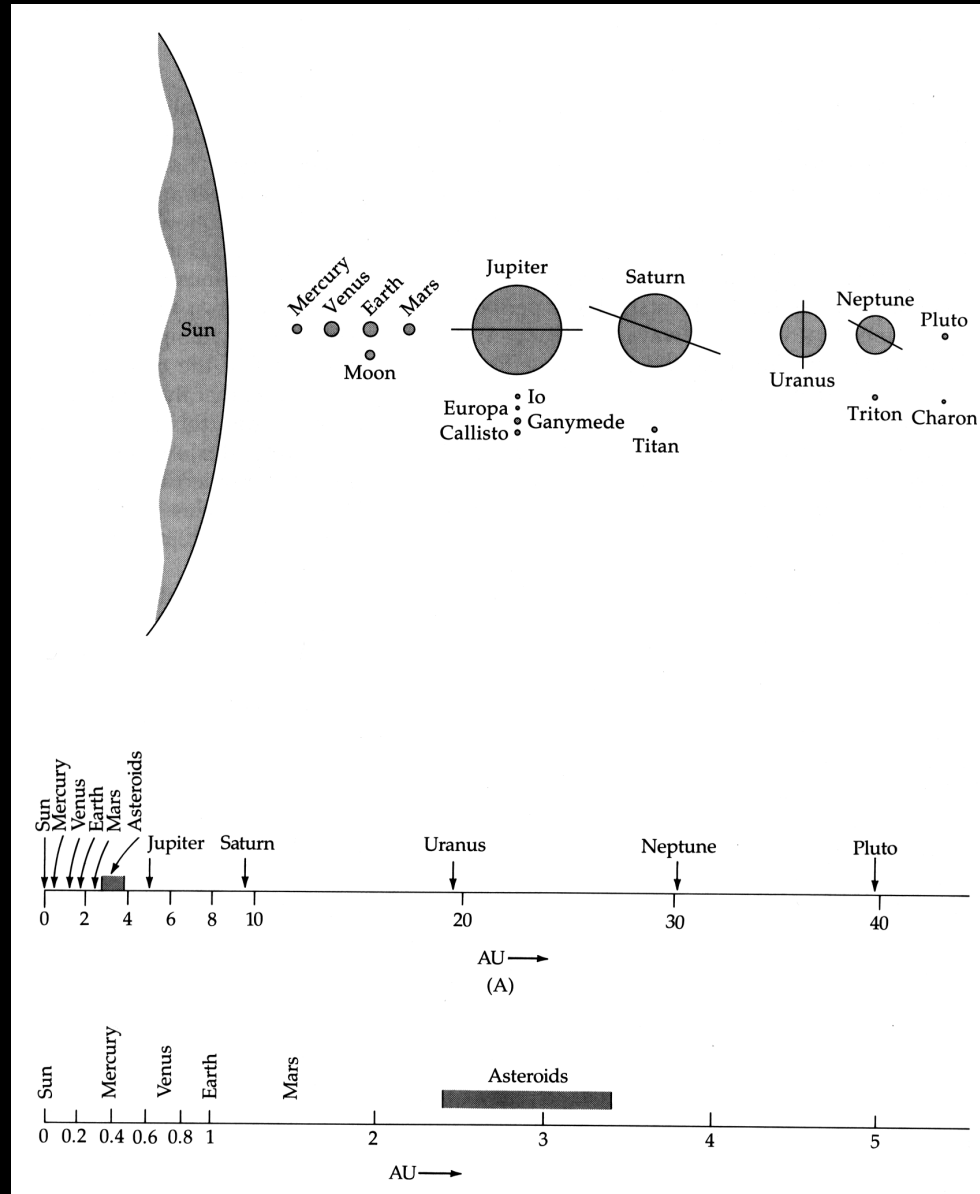 Sun
Mercury
Venus
Earth
Mars
Moon
Jupiter
Io
Europa
Ganymede
Callisto
Saturn
Titan
Uranus
Neptune
Triton
Pluto
Charon
Sun
Mercury
Venus
Earth
Mars
Asteroids
Jupiter Saturn Uranus Neptune Pluto
0 2 4 6 8 10 20 30 40
AU
(A)
Sun
Mercury
Venus
Earth
Mars
Asteroids
0 0.2 0.4 0.6 0.8 1 2 3 4 5
AU